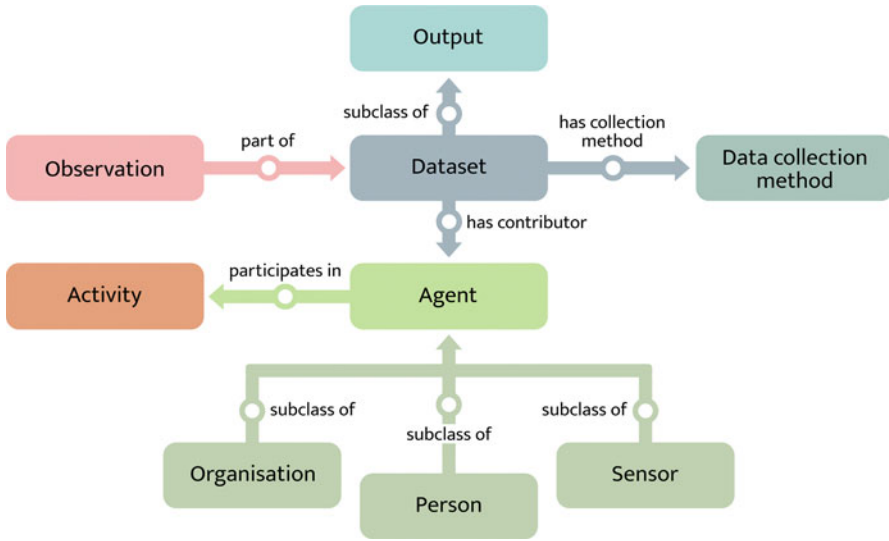 Output
subclass of
part of
has collection
method
Observation
Dataset
Data collection
method
has contributor
participates in
Activity
Agent
subclass of
subclass of
subclass of
Organisation
Person
Sensor